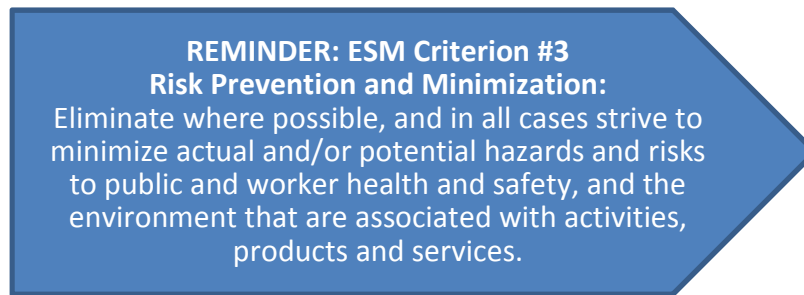 REMINDER: ESM Criterion #3
Risk Prevention and Minimization:
Eliminate where possible, and in all cases strive to
minimize actual and/or potential hazards and risks
to public and worker health and safety, and the
environment that are associated with activities,
products and services.